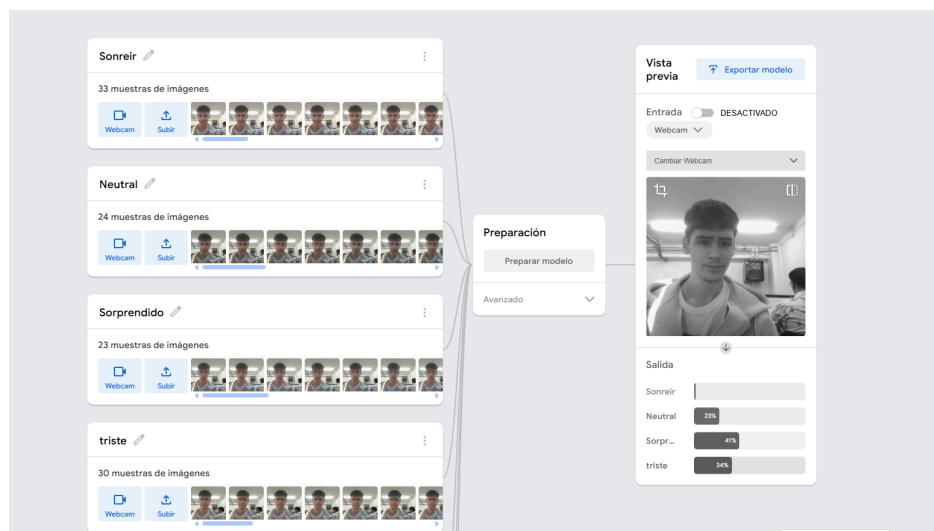 Sonreir
33 muestras de imágenes
Webcam
Subir
Neutral
24 muestras de imágenes
Webcam
Subir
Sorprendido
23 muestras de imágenes
Webcam
Subir
triste
30 muestras de imágenes
Webcam
Subir
Preparación
Preparar modelo
Avanzado
Vista previa
Exportar modelo
Entrada
DESACTIVADO
Webcam
Cambiar Webcam
Salida
Sonreir
Neutral
23%
Sorpr...
41%
triste
34%